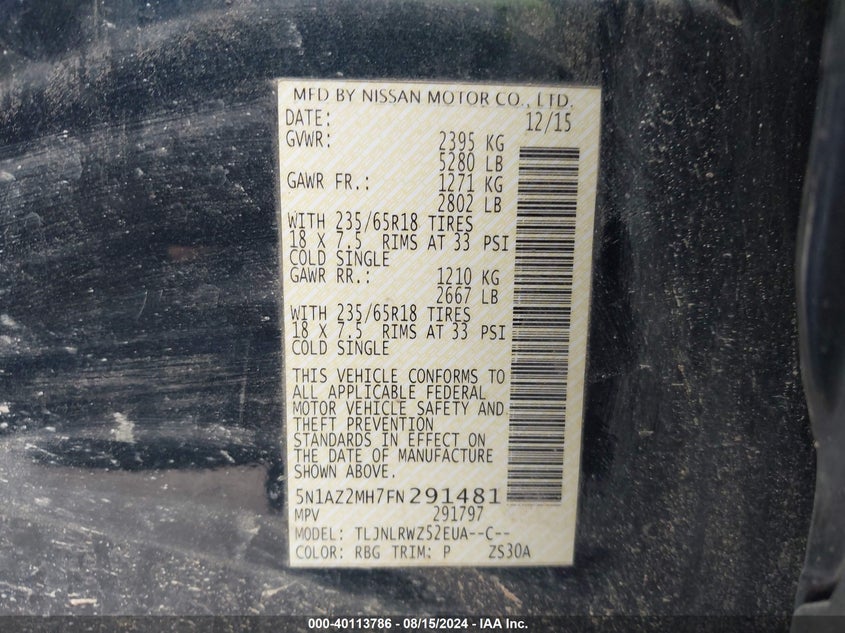 MFD BY NISSAN MOTOR CO., LTD.
DATE: 12/15
GVWR: 2395 KG
5280 LB
GAWR FR.: 1271 KG
2802 LB
WITH 235/65R18 TIRES
18 X 7.5 RIMS AT 33 PSI
COLD SINGLE
GAWR RR.: 1210 KG
2667 LB
WITH 235/65R18 TIRES
18 X 7.5 RIMS AT 33 PSI
COLD SINGLE
THIS VEHICLE CONFORMS TO
ALL APPLICABLE FEDERAL
MOTOR VEHICLE SAFETY AND
THEFT PREVENTION
STANDARDS IN EFFECT ON
THE DATE OF MANUFACTURE
SHOWN ABOVE.
5N1AZ2MH7FN291481
MPV 291797
MODEL: TLJNLRWZ52EUA--C--
COLOR: RBG TRIM: P ZS30A
000-40113786 - 08/15/2024 - IAA Inc.